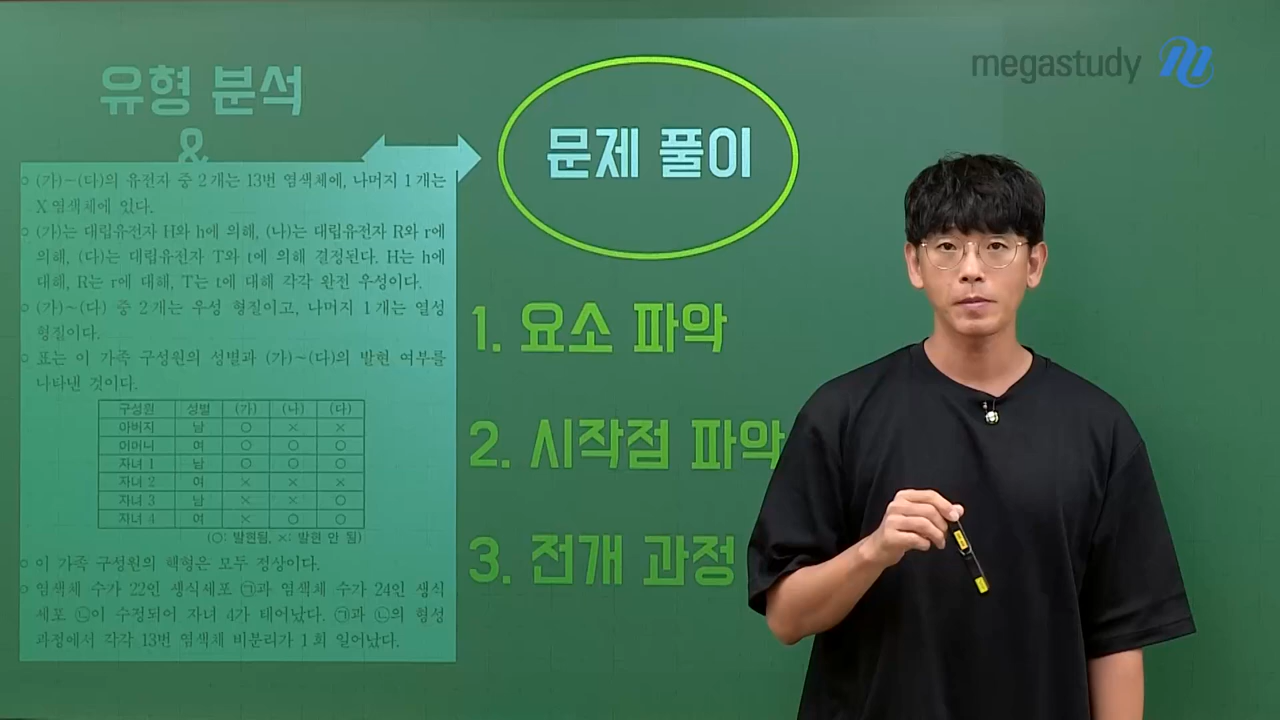 megastudy
유형 분석
&
문제 풀이
1. 요소 파악
2. 시작점 파악
3. 전개 과정
○ (가)~(다)의 유전자 중 2개는 13번 염색체에, 나머지 1개는
X 염색체에 있다.
○ (가)는 대립유전자 H와 h에 의해, (나)는 대립유전자 R와 r에
의해, (다)는 대립유전자 T와 t에 의해 결정된다. H는 h에
대해, R는 r에 대해, T는 t에 대해 각각 완전 우성이다.
○ (가)~(다) 중 2개는 우성 형질이고, 나머지 1개는 열성
형질이다.
○ 표는 이 가족 구성원의 성별과 (가)~(다)의 발현 여부를
나타낸 것이다.
구성원 성별 (가) (나) (다)
아버지 남 ○ × ×
어머니 여 ○ ○ ○
자녀 1 남 ○ ○ ○
자녀 2 여 × × ×
자녀 3 남 × × ○
자녀 4 여 × ○ ○
(○: 발현됨, ×: 발현 안 됨)
○ 이 가족 구성원의 핵형은 모두 정상이다.
○ 염색체 수가 22인 생식세포 ㉠과 염색체 수가 24인 생식
세포 ㉡이 수정되어 자녀 4가 태어났다. ㉠과 ㉡의 형성
과정에서 각각 13번 염색체 비분리가 1회 일어났다.